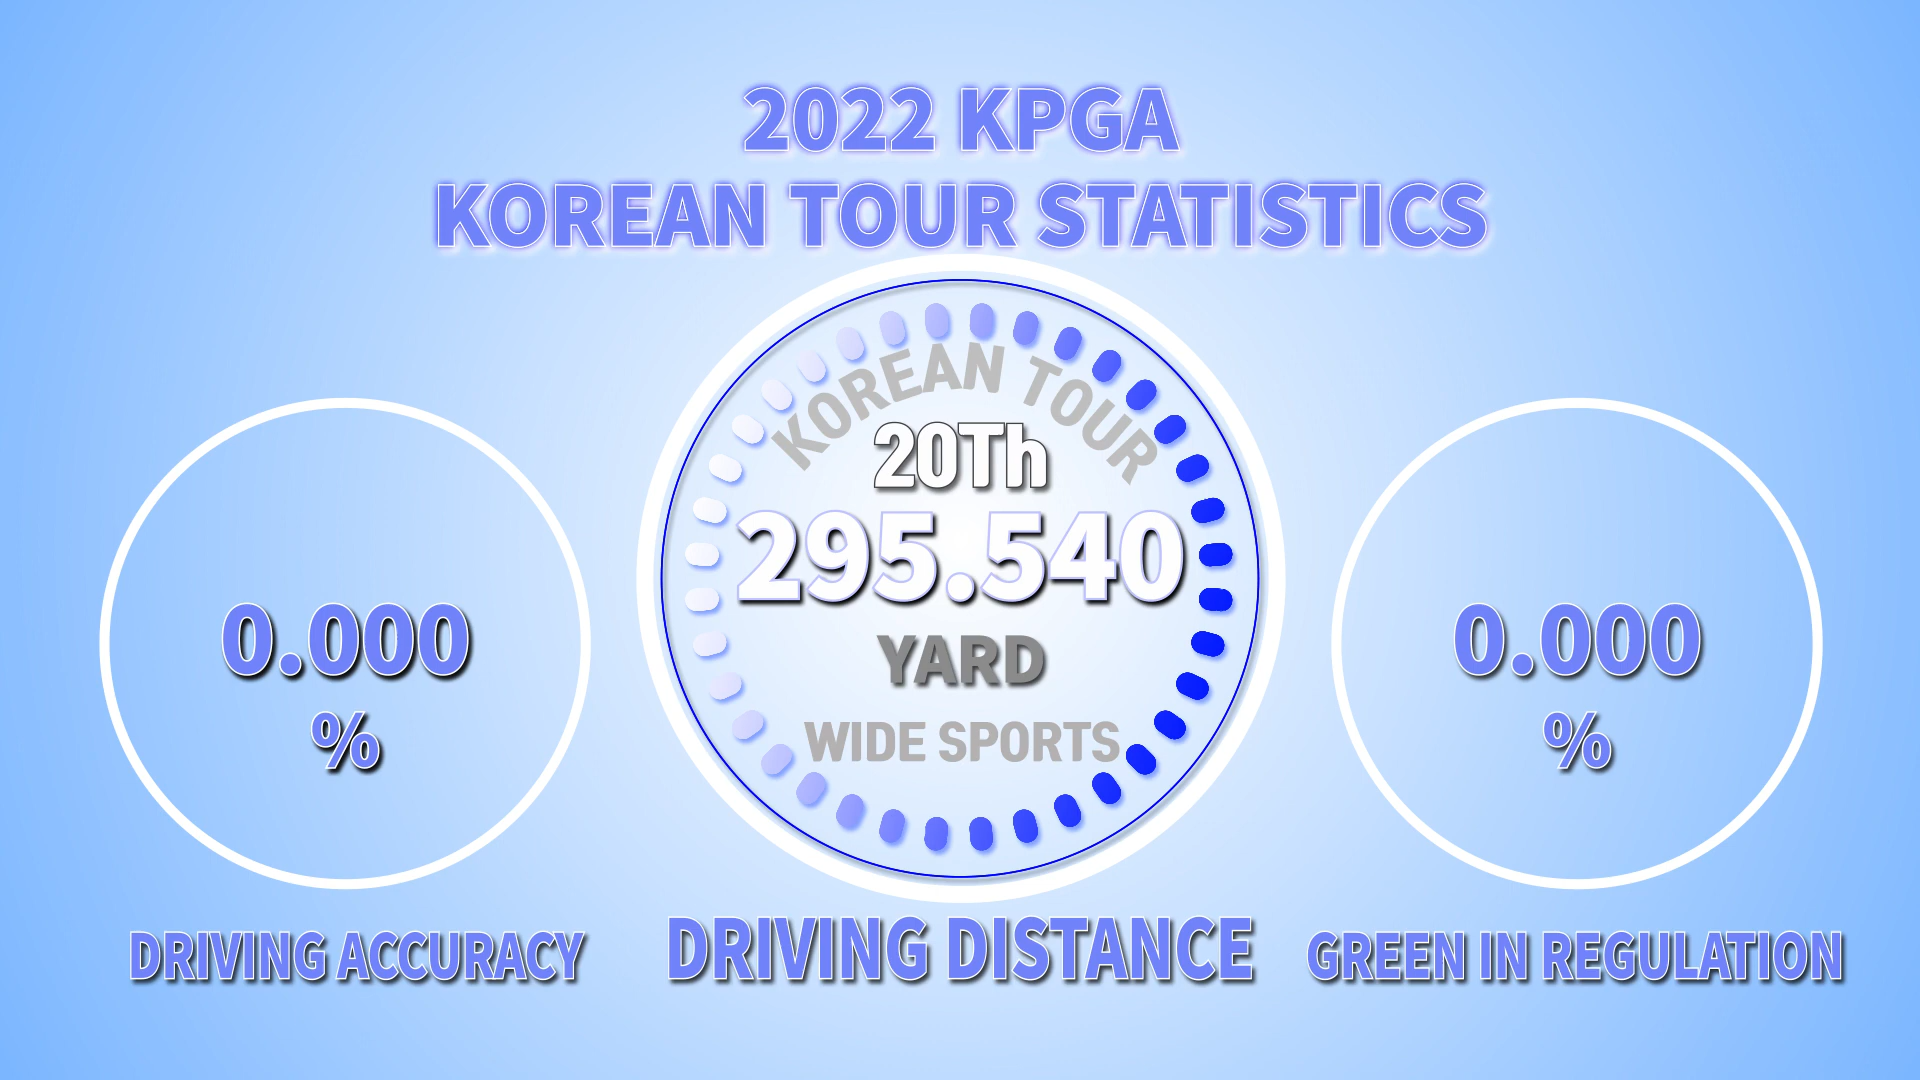 2022 KPGA
KOREAN TOUR STATISTICS
KOREAN TOUR
20Th
295.540
YARD
WIDE SPORTS
0.000
%
0.000
%
DRIVING ACCURACY
DRIVING DISTANCE
GREEN IN REGULATION